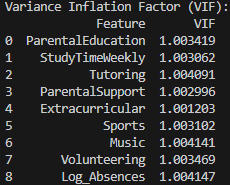 Variance Inflation Factor (VIF):
Feature VIF
0 ParentalEducation 1.003419
1 StudyTimeWeekly 1.003062
2 Tutoring 1.004091
3 ParentalSupport 1.002996
4 Extracurricular 1.001203
5 Sports 1.003102
6 Music 1.004141
7 Volunteering 1.003469
8 Log_Absences 1.004147